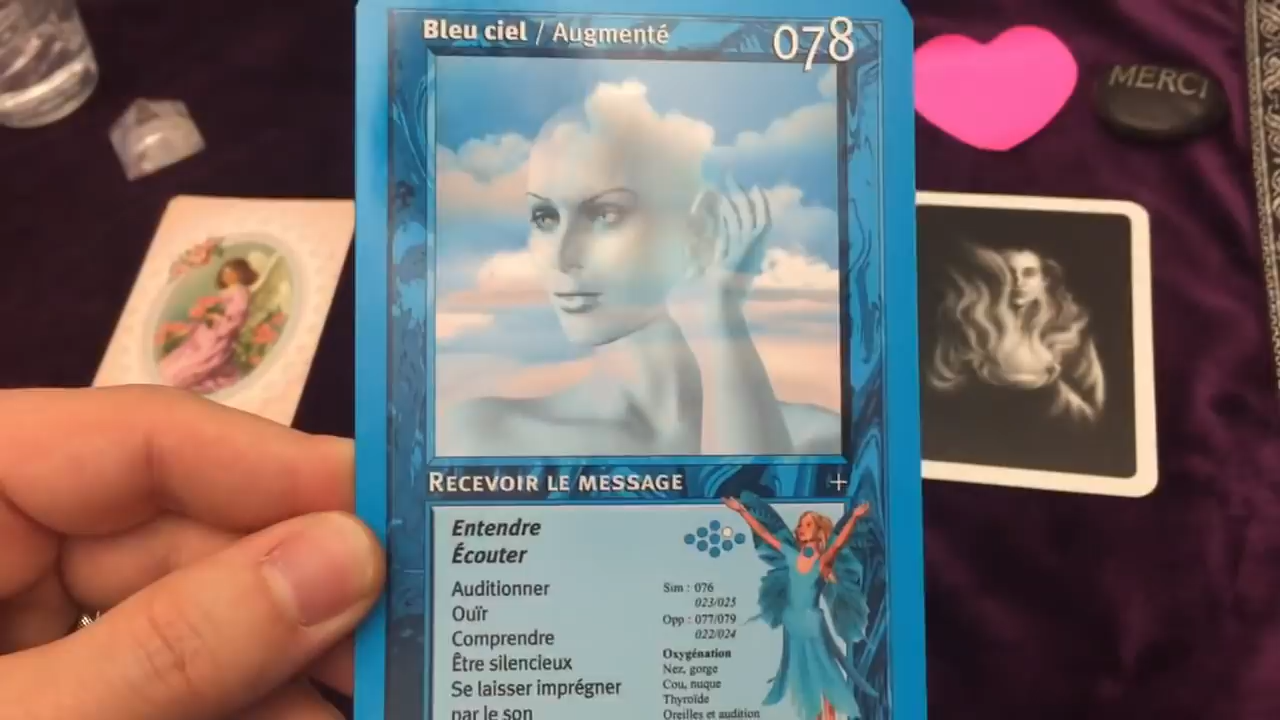 Bleu ciel / Augmenté
078
MERCI
RECEVOIR LE MESSAGE +
Entendre
Écouter
Auditionner
Ouïr
Comprendre
Être silencieux
Se laisser imprégner
par le son
Sim : 076
023/025
Opp : 077/079
022/024
Oxygénation
Nez, gorge
Cou, nuque
Thyroïde
Oreilles et audition